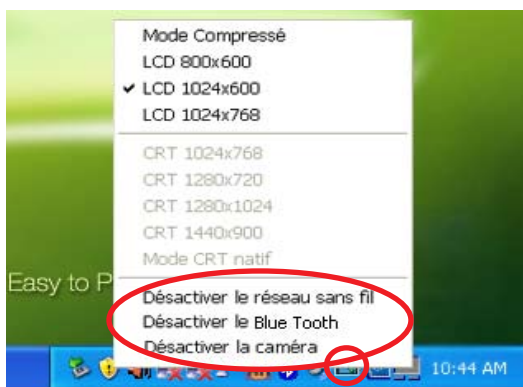 Mode Compressé
LCD 800x600
✔ LCD 1024x600
LCD 1024x768
CRT 1024x768
CRT 1280x720
CRT 1280x1024
CRT 1440x900
Mode CRT natif
Easy to P
Désactiver le réseau sans fil
Désactiver le Blue Tooth
Désactiver la caméra
10:44 AM